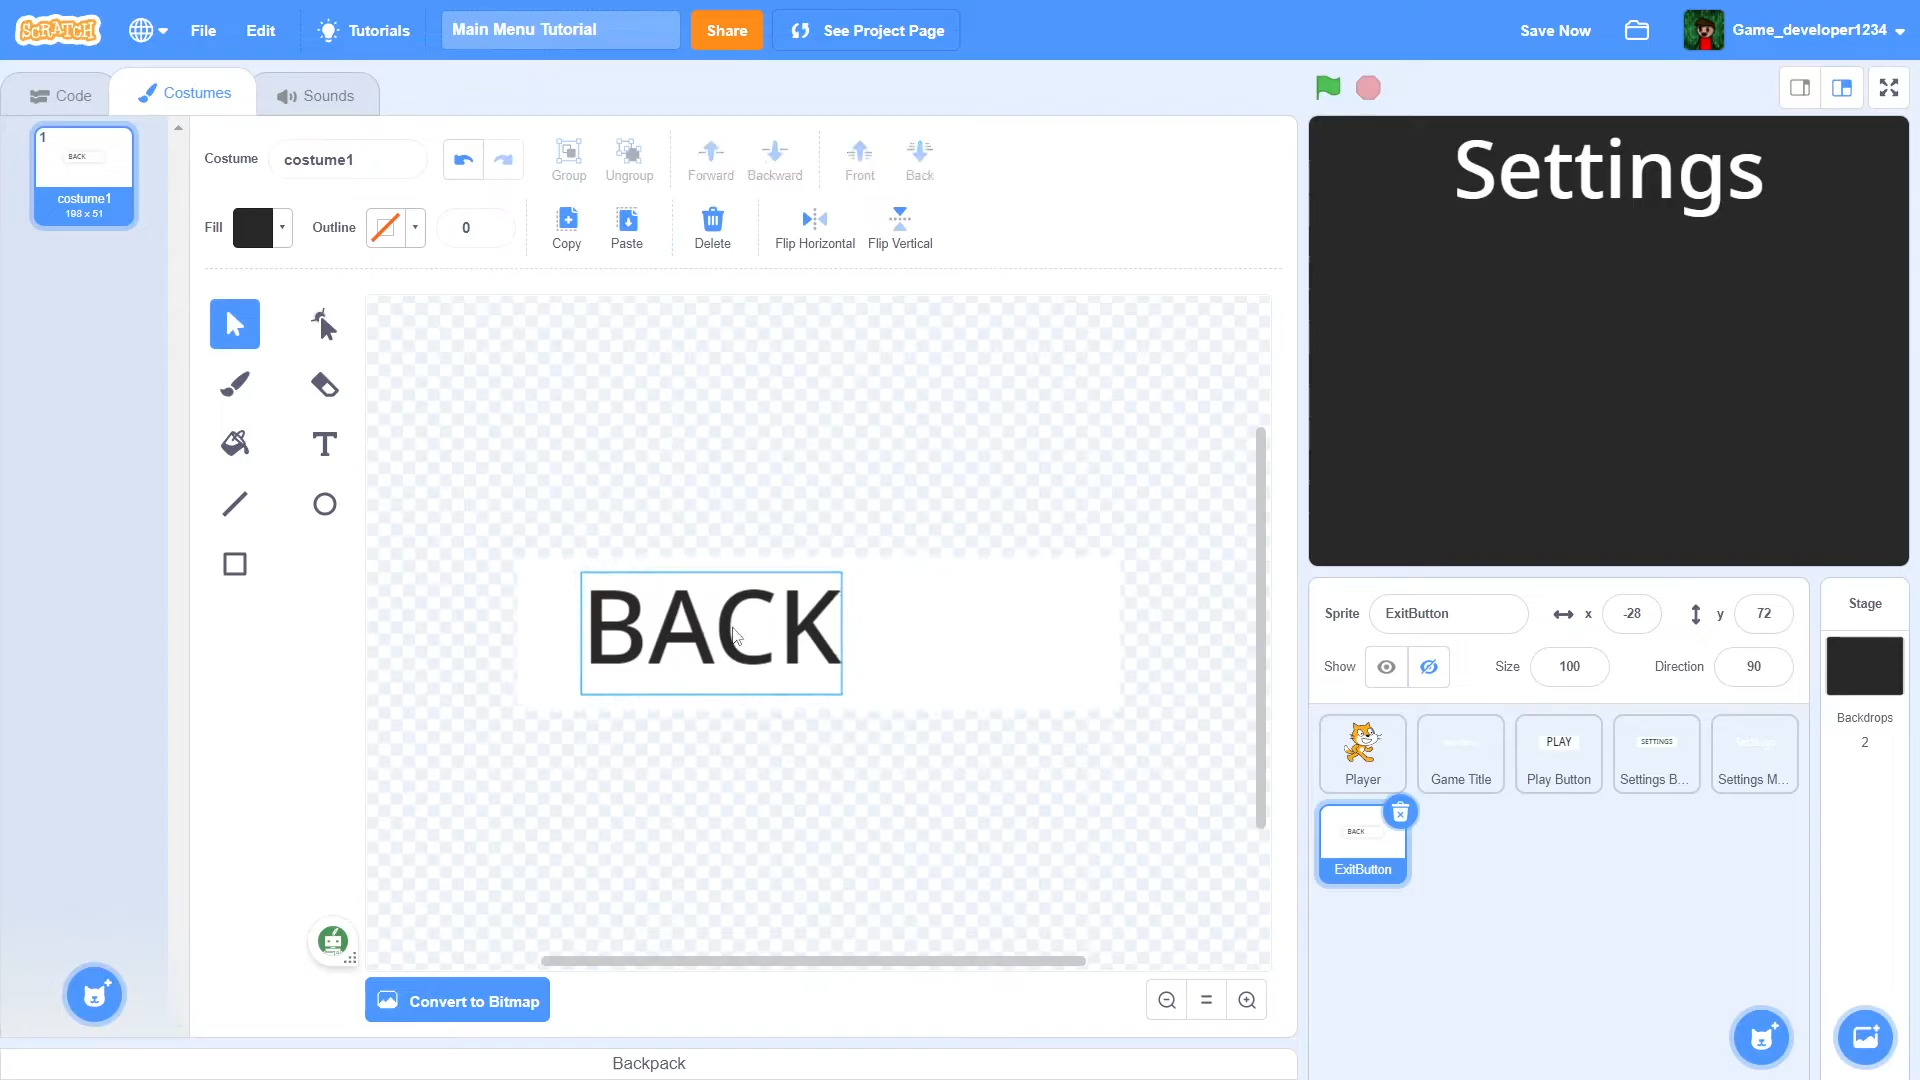 SCRATCH
File
Edit
Tutorials
Main Menu Tutorial
Share
See Project Page
Save Now
Game_developer1234
Code
Costumes
Sounds
1
BACK
costume1
198 x 51
Costume
costume1
Group
Ungroup
Forward
Backward
Front
Back
Fill
Outline
0
Copy
Paste
Delete
Flip Horizontal
Flip Vertical
T
BACK
Convert to Bitmap
Backpack
Settings
Sprite
ExitButton
x
-28
y
72
Show
Size
100
Direction
90
Player
Game Title
PLAY
Play Button
SETTINGS
Settings B...
Settings
Settings M...
BACK
ExitButton
Stage
Backdrops
2